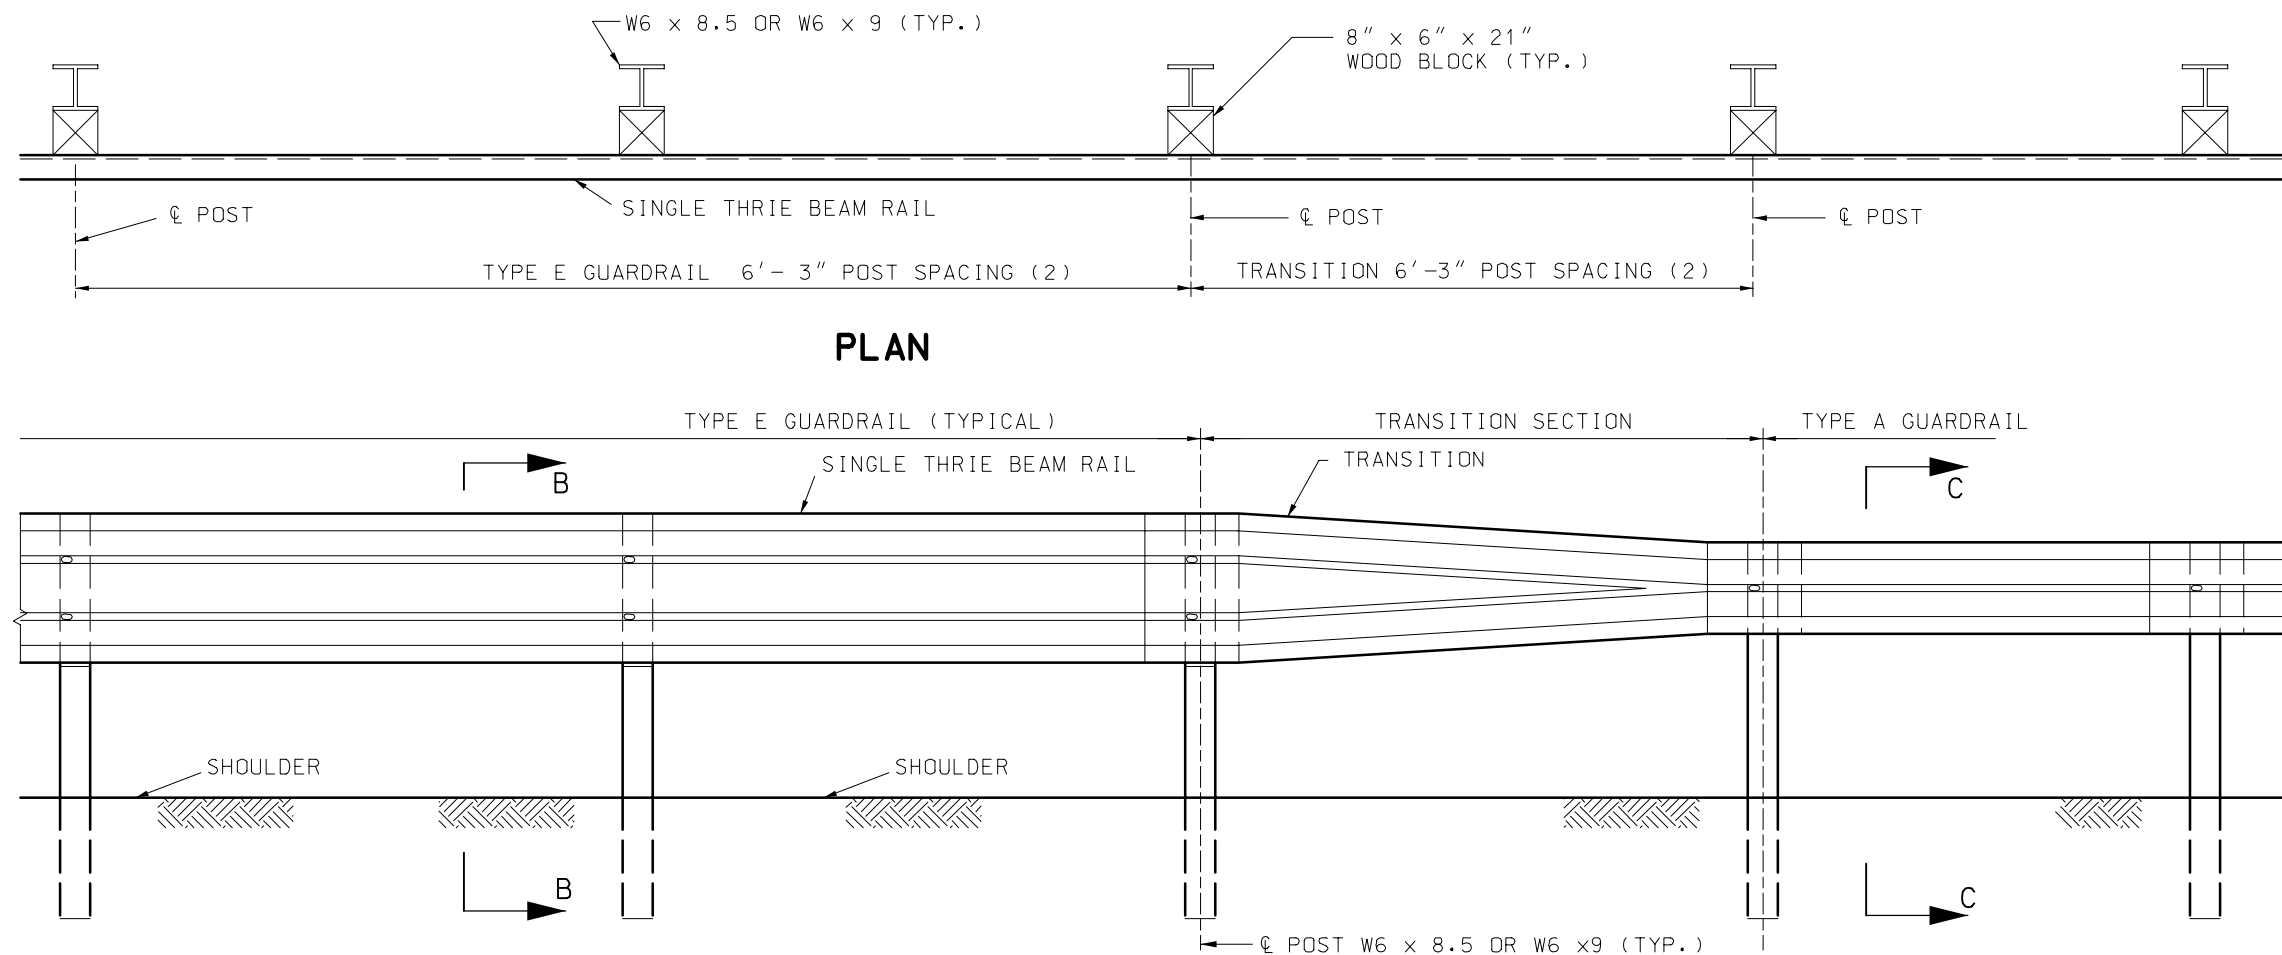 W6 x 8.5 OR W6 x 9 (TYP.)
8" x 6" x 21"
WOOD BLOCK (TYP.)
℄ POST
SINGLE THRIE BEAM RAIL
℄ POST
℄ POST
TYPE E GUARDRAIL 6'- 3" POST SPACING (2)
TRANSITION 6'-3" POST SPACING (2)
PLAN
TYPE E GUARDRAIL (TYPICAL)
TRANSITION SECTION
TYPE A GUARDRAIL
SINGLE THRIE BEAM RAIL
TRANSITION
B
C
SHOULDER
SHOULDER
B
C
℄ POST W6 x 8.5 OR W6 x9 (TYP.)